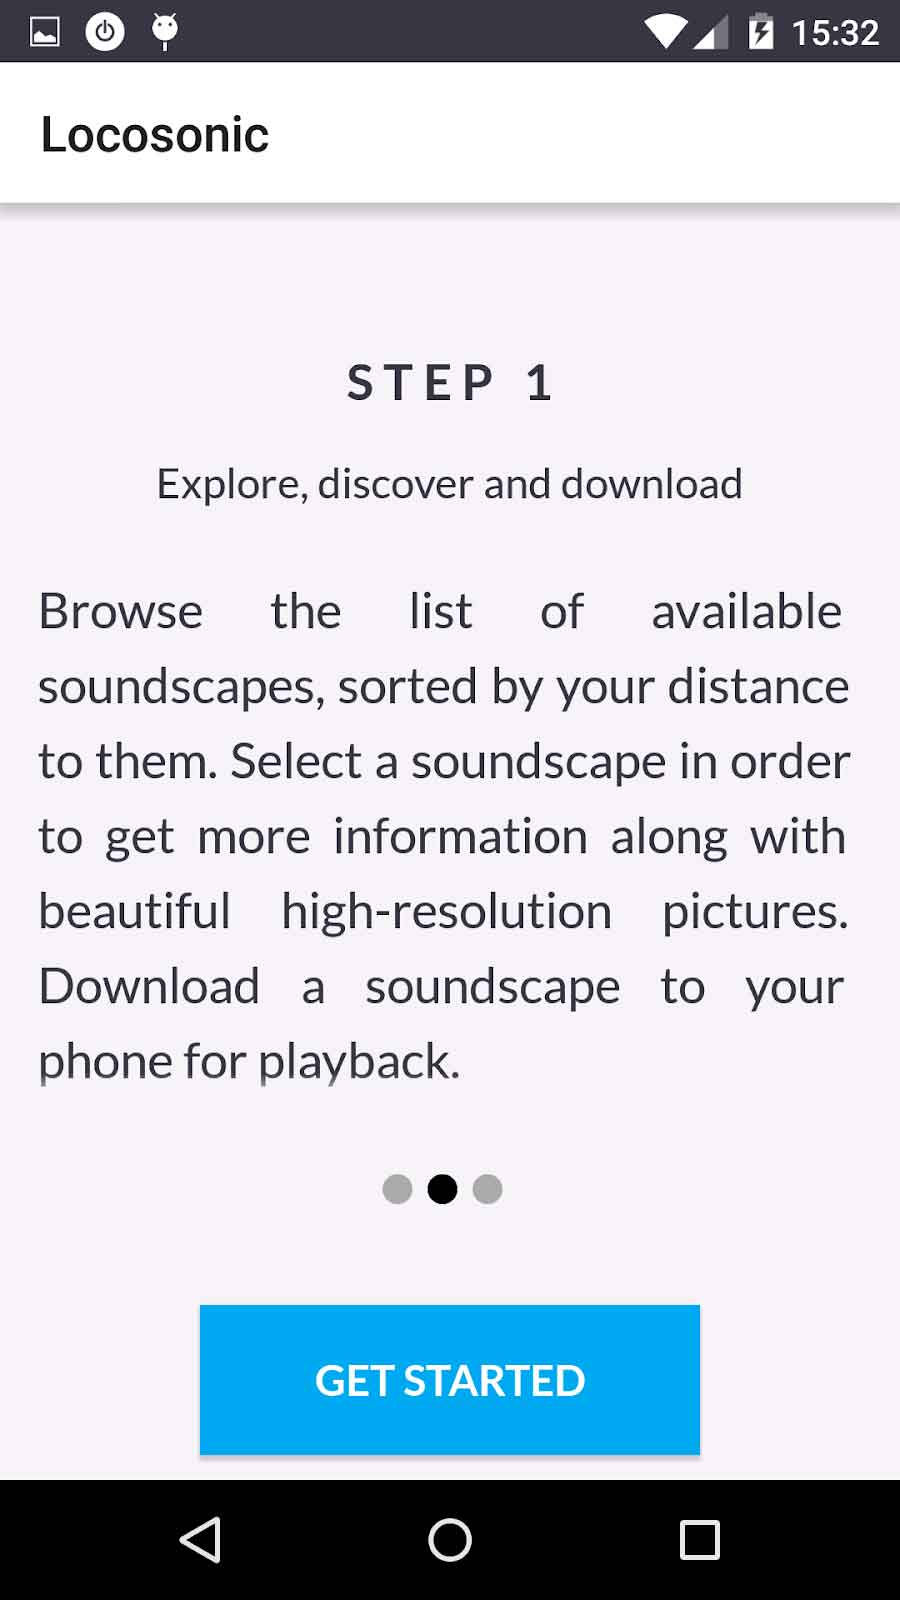 15:32
Locosonic
STEP 1
Explore, discover and download
Browse the list of available
soundscapes, sorted by your distance
to them. Select a soundscape in order
to get more information along with
beautiful high-resolution pictures.
Download a soundscape to your
phone for playback.
GET STARTED